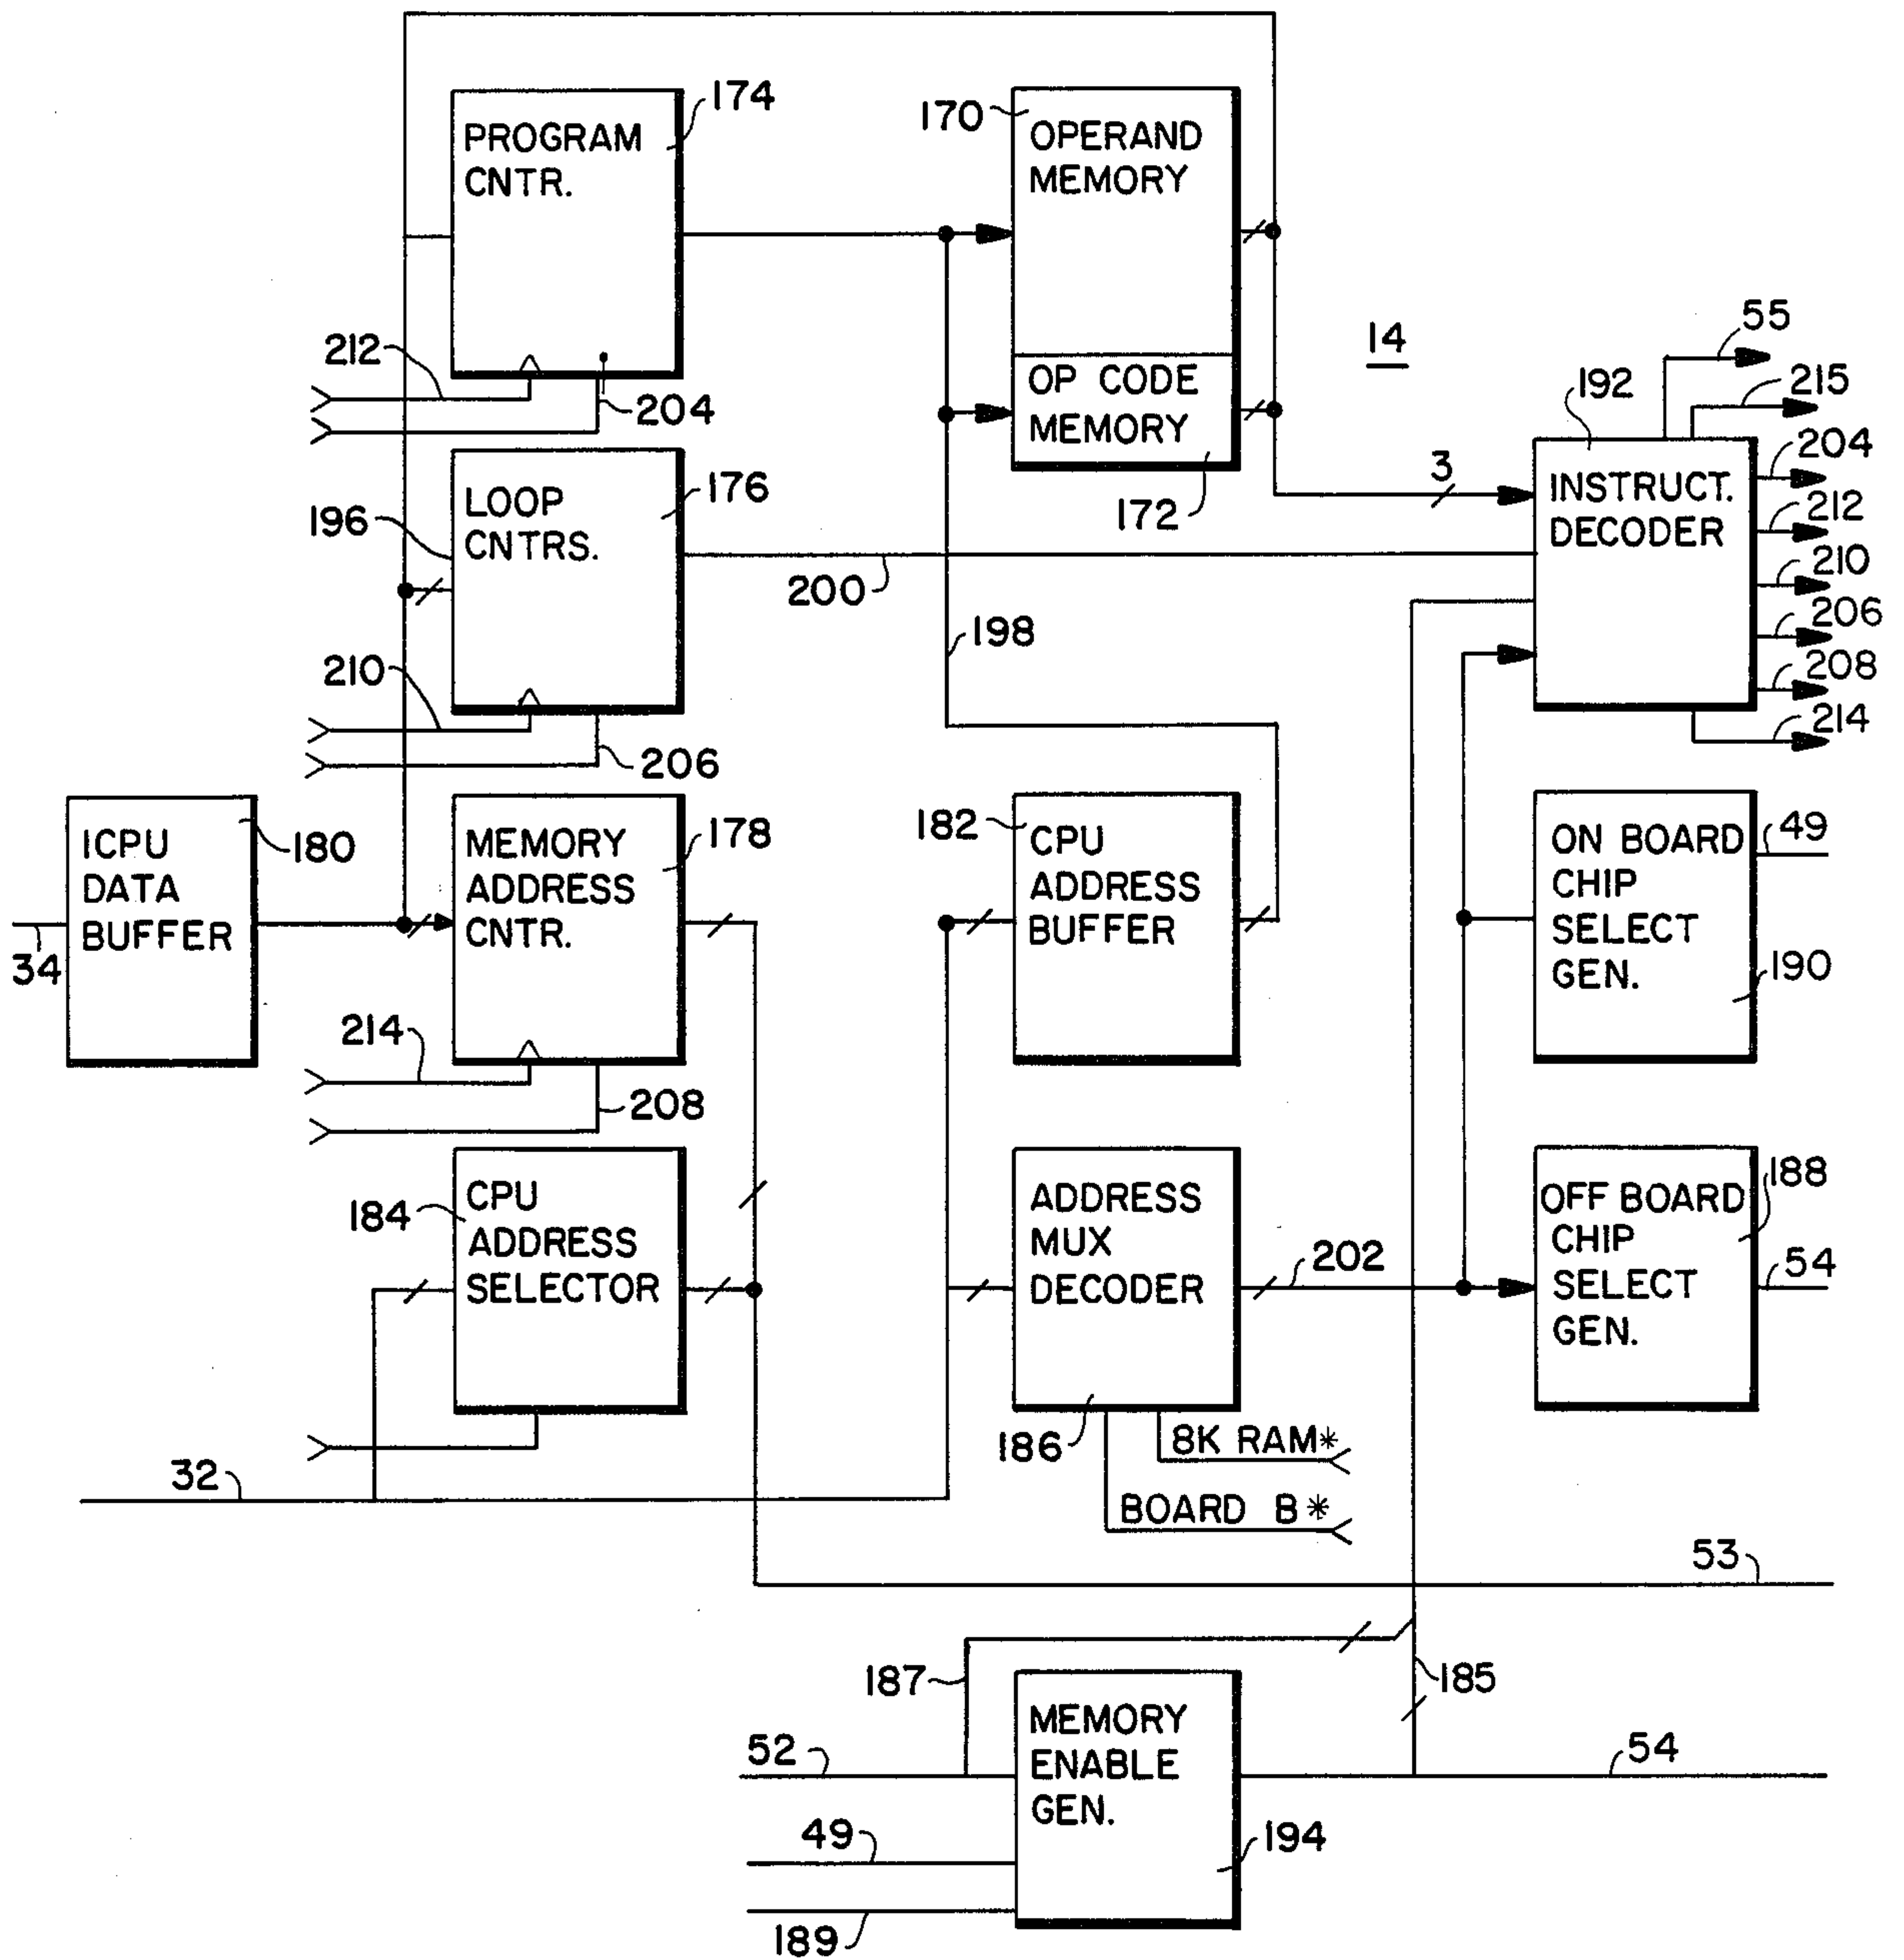 174
PROGRAM
CNTR.
170
OPERAND
MEMORY
212
204
OP CODE
MEMORY
172
14
55
215
192
204
INSTRUCT.
DECODER
212
210
206
208
214
3
LOOP
CNTRS.
176
196
200
198
210
206
ICPU
DATA
BUFFER
180
34
MEMORY
ADDRESS
CNTR.
178
182
CPU
ADDRESS
BUFFER
ON BOARD
CHIP
SELECT
GEN.
49
190
214
208
184
CPU
ADDRESS
SELECTOR
ADDRESS
MUX
DECODER
202
OFF BOARD
CHIP
SELECT
GEN.
188
54
186
8K RAM*
BOARD B*
32
53
187
185
52
MEMORY
ENABLE
GEN.
54
49
194
189